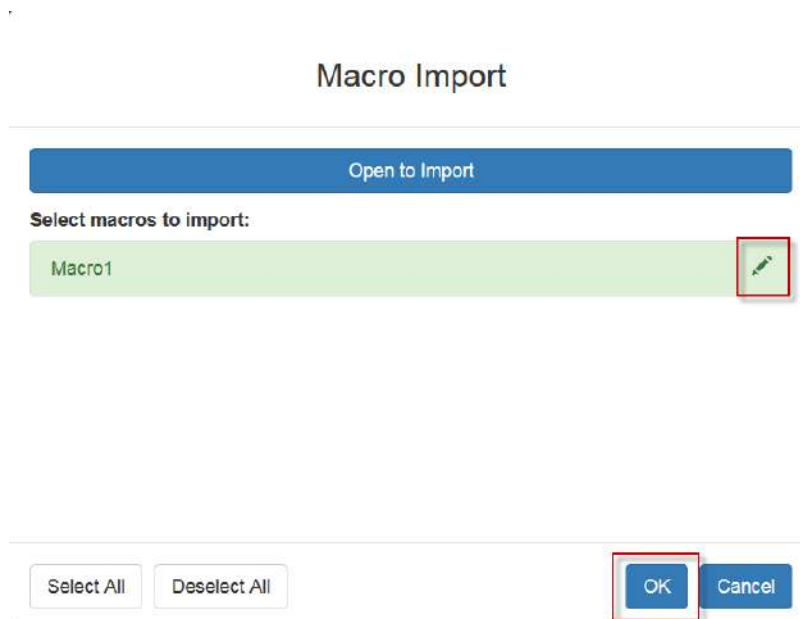 Macro Import
Open to Import
Select macros to import:
Macro1
Select All Deselect All OK Cancel